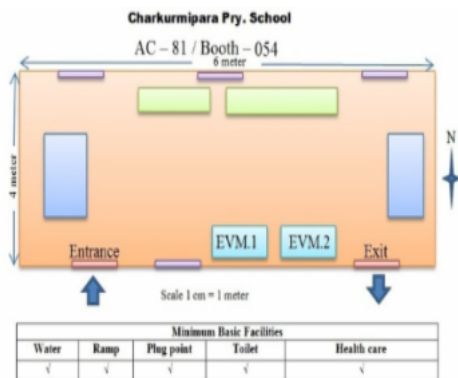 Charkurmipara Pry. School
AC – 81 / Booth – 054
6 meter
4 meter
N
EVM.1 EVM.2
Entrance Exit
Scale 1 cm = 1 meter
Minimum Basic Facilities
Water Ramp Plug point Toilet Health care
√ √ √ √ √